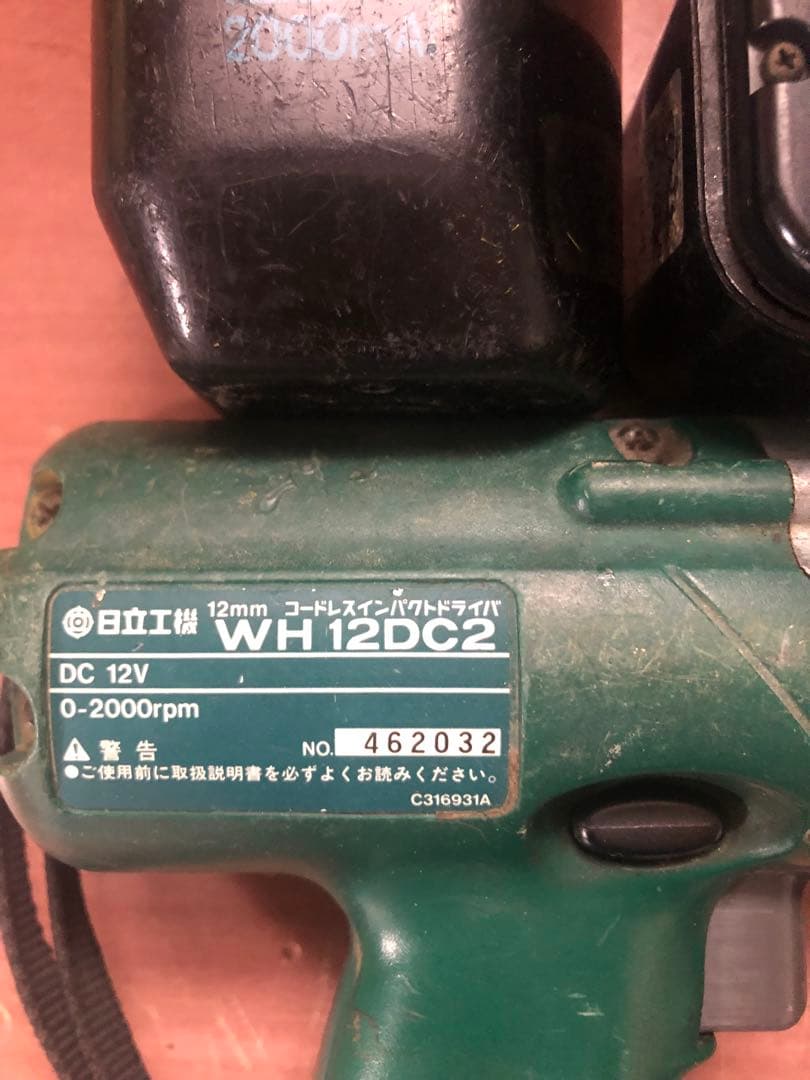 2000mA
日立工機 12mm コードレスインパクトドライバ
WH 12DC2
DC 12V
0-2000rpm
警告 NO. 462032
●ご使用前に取扱説明書を必ずよくお読みください。
C316931A